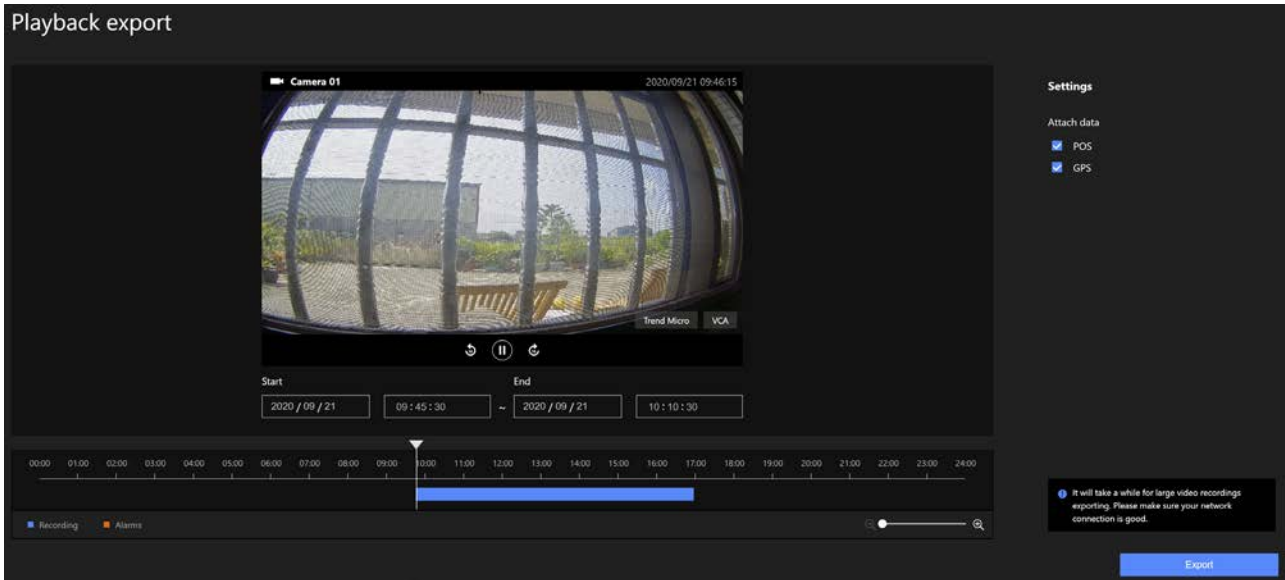 Playback export
Camera 01
2020/09/21 09:46:15
Settings
Attach data
POS
GPS
Trend Micro
VCA
Start
End
2020 / 09 / 21
09 : 45 : 30
~
2020 / 09 / 21
10 : 10 : 30
00:00 01:00 02:00 03:00 04:00 05:00 06:00 07:00 08:00 09:00 10:00 11:00 12:00 13:00 14:00 15:00 16:00 17:00 18:00 19:00 20:00 21:00 22:00 23:00 24:00
Recording
Alarms
It will take a while for large video recordings
exporting. Please make sure your network
connection is good.
Export